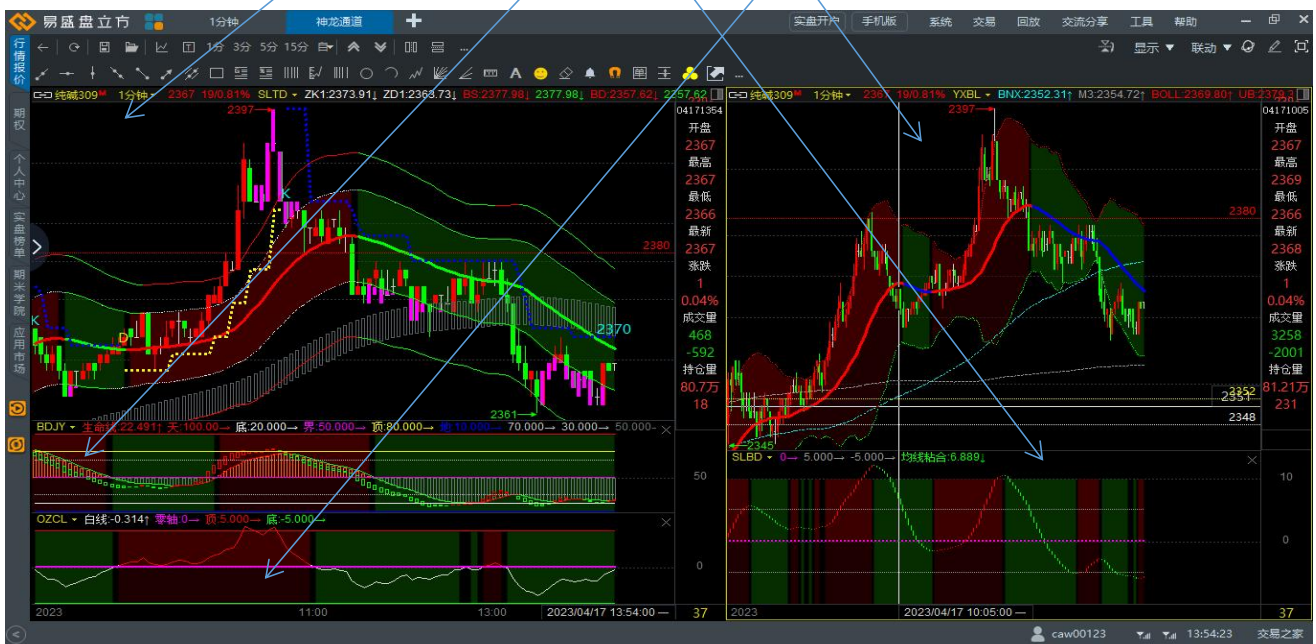 易盛盘立方 1分钟 神龙通道 实盘开户 手机版 系统 交易 回放 交流分享 工具 帮助
行情报价
1分 3分 5分 15分 ... 显示▼ 联动▼
期权
个人中心
实盘榜单
期米学院
应用市场
纯碱309M 1分钟 2367 19/0.81% SLTD ZK1:2373.91↓ ZD1:2363.73↓ BS:2377.98↓ 2377.98↓ BD:2357.62↓
2397
K
2380
K
D
2370
2361
04171354
开盘
2367
最高
2367
最低
2366
最新
2367
涨跌
1
0.04%
成交量
468
-592
持仓量
80.7万
18
BDJY 生命线:22.491↑ 天:100.00→ 底:20.000→ 界:50.000→ 顶:80.000→ 70.000→ 30.000→ 50.000-
50
OZCL 白线:-0.314↑ 零轴 0→ 顶:5.000→ 底:-5.000→
0
2023 11:00 13:00 2023/04/17 13:54:00 37
纯碱309M 1分钟 2367 19/0.81% YXBL BNX:2352.31↑ M3:2354.72↑ BOLL:2369.80↑
2397
2380
2352
2348
2345
04171005
开盘
2367
最高
2369
最低
2366
最新
2368
涨跌
1
0.04%
成交量
3258
-2001
持仓量
81.21万
231
SLBD 0→ 5.000→ -5.000→ 均线粘合:6.889↓
10
0
2023 2023/04/17 10:05:00 37
caw00123 13:54:23 交易之家